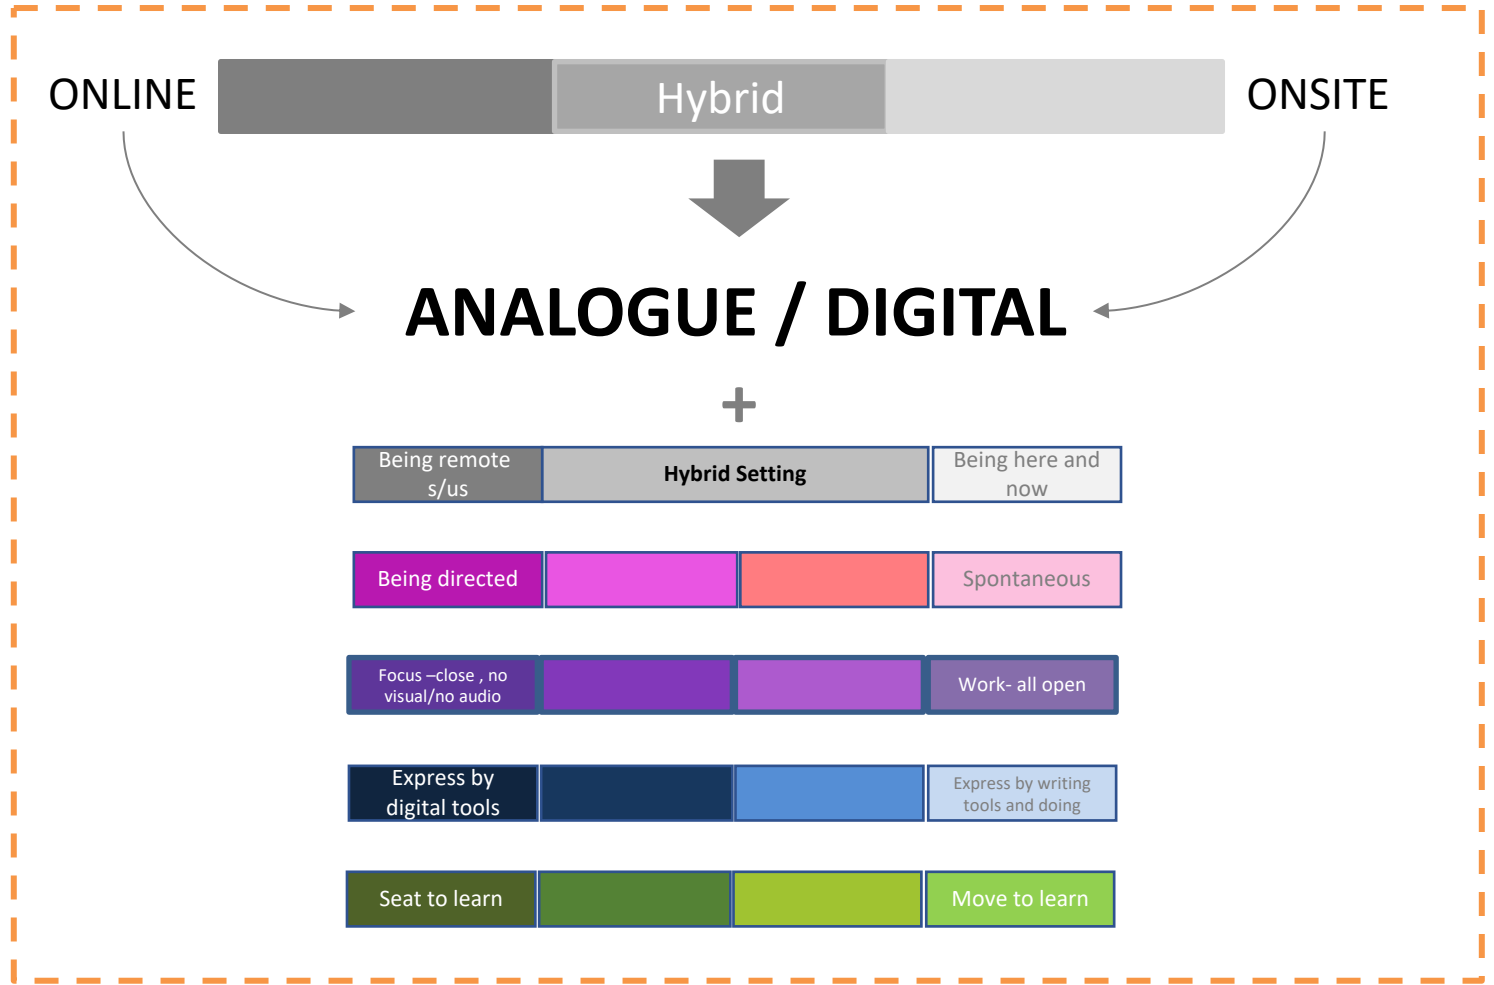 ONLINE
Hybrid
ONSITE
ANALOGUE / DIGITAL
+
Being remote
s/us
Hybrid Setting
Being here and
now
Being directed
Spontaneous
Focus –close , no
visual/no audio
Work- all open
Express by
digital tools
Express by writing
tools and doing
Seat to learn
Move to learn